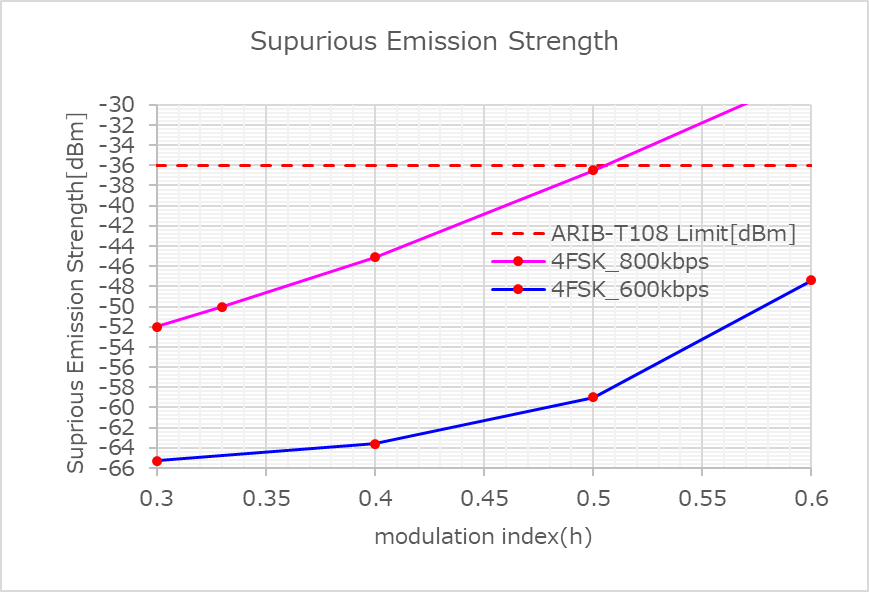 Supurious Emission Strength
Suprious Emission Strength[dBm]
-30
-32
-34
-36
-38
-40
-42
-44
-46
-48
-50
-52
-54
-56
-58
-60
-62
-64
-66
ARIB-T108 Limit[dBm]
4FSK_800kbps
4FSK_600kbps
0.3 0.35 0.4 0.45 0.5 0.55 0.6
modulation index(h)